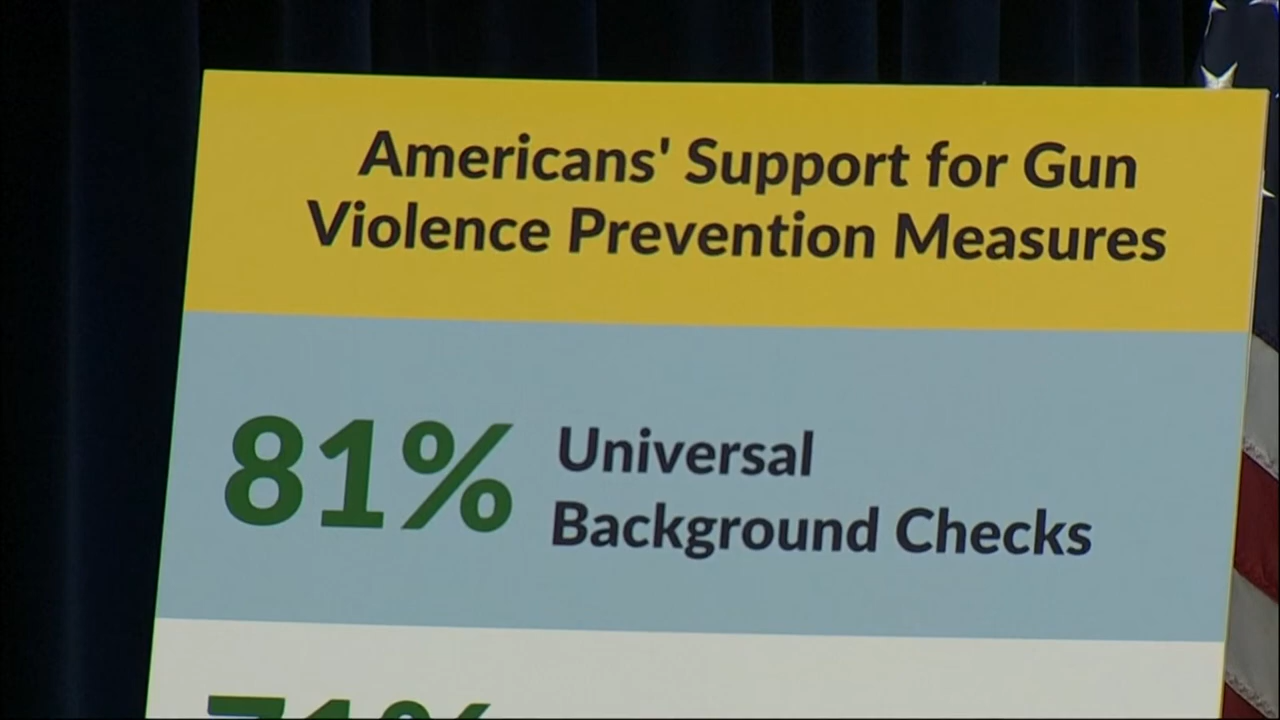 Americans' Support for Gun
Violence Prevention Measures
81%
Universal
Background Checks